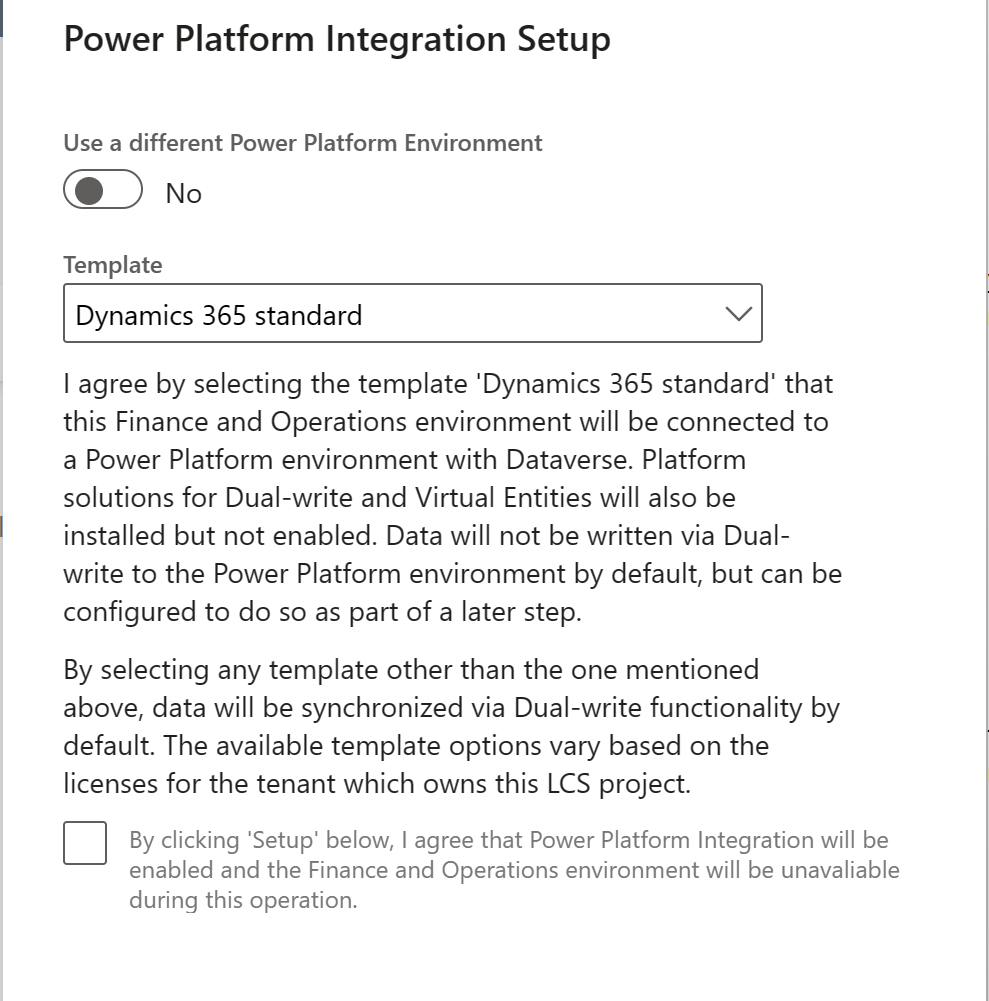 Power Platform Integration Setup
Use a different Power Platform Environment
No
Template
Dynamics 365 standard
I agree by selecting the template 'Dynamics 365 standard' that
this Finance and Operations environment will be connected to
a Power Platform environment with Dataverse. Platform
solutions for Dual-write and Virtual Entities will also be
installed but not enabled. Data will not be written via Dual-
write to the Power Platform environment by default, but can be
configured to do so as part of a later step.
By selecting any template other than the one mentioned
above, data will be synchronized via Dual-write functionality by
default. The available template options vary based on the
licenses for the tenant which owns this LCS project.
By clicking 'Setup' below, I agree that Power Platform Integration will be
enabled and the Finance and Operations environment will be unavaliable
during this operation.